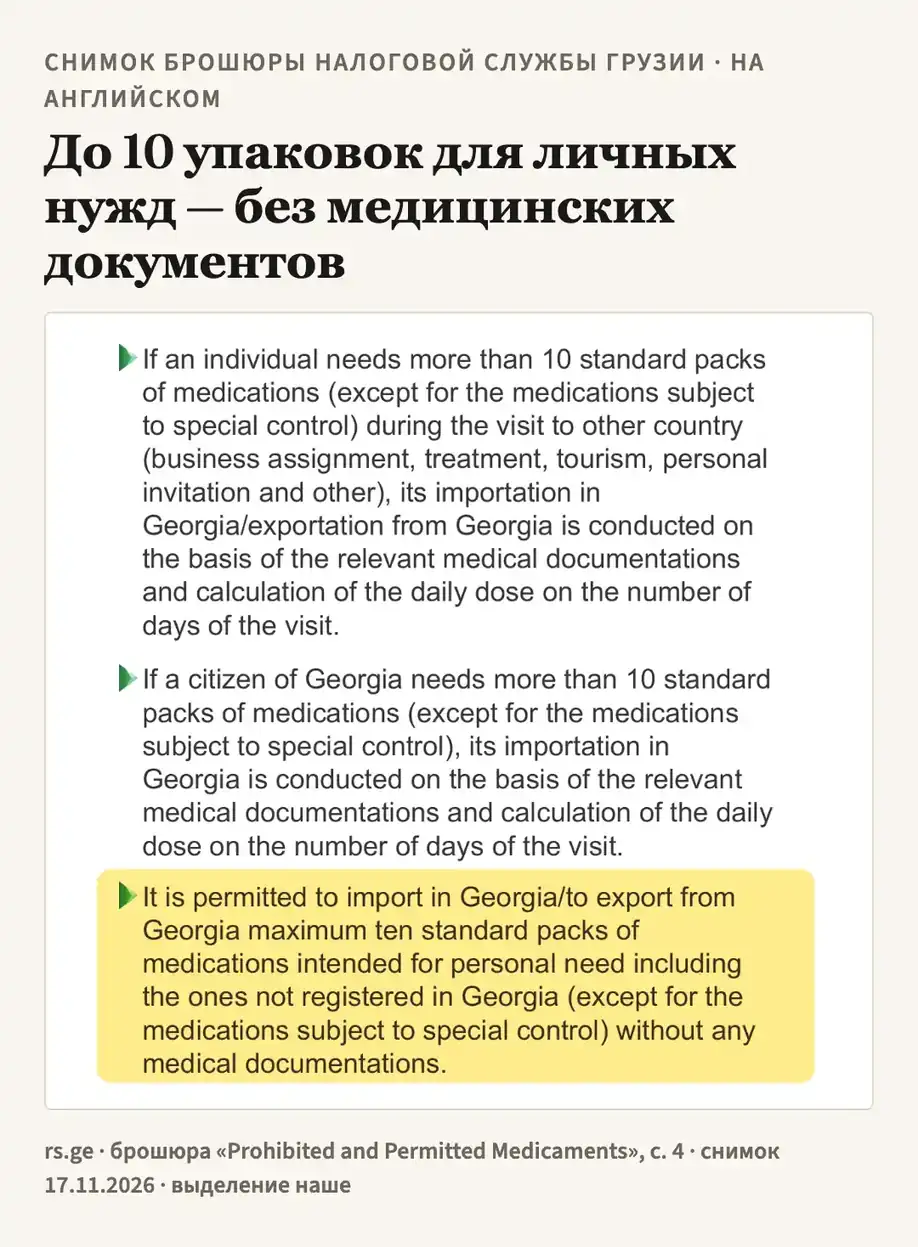 СНИМОК БРОШЮРЫ НАЛОГОВОЙ СЛУЖБЫ ГРУЗИИ · НА
АНГЛИЙСКОМ
До 10 упаковок для личных
нужд — без медицинских
документов
If an individual needs more than 10 standard packs
of medications (except for the medications subject
to special control) during the visit to other country
(business assignment, treatment, tourism, personal
invitation and other), its importation in
Georgia/exportation from Georgia is conducted on
the basis of the relevant medical documentations
and calculation of the daily dose on the number of
days of the visit.
If a citizen of Georgia needs more than 10 standard
packs of medications (except for the medications
subject to special control), its importation in
Georgia is conducted on the basis of the relevant
medical documentations and calculation of the daily
dose on the number of days of the visit.
It is permitted to import in Georgia/to export from
Georgia maximum ten standard packs of
medications intended for personal need including
the ones not registered in Georgia (except for the
medications subject to special control) without any
medical documentations.
rs.ge · брошюра «Prohibited and Permitted Medicaments», с. 4 · снимок
17.11.2026 · выделение наше